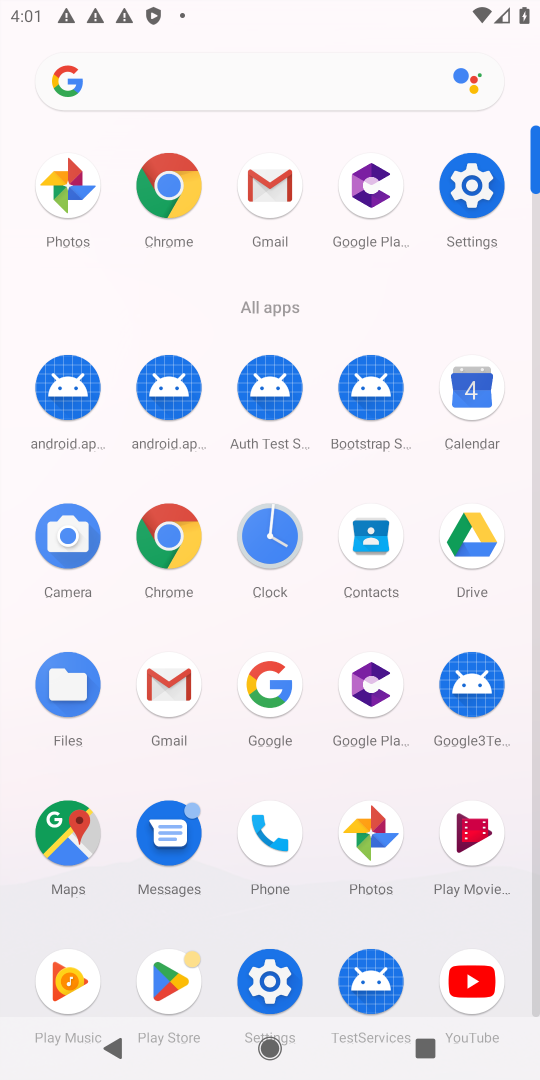 4:01
Photos Chrome Gmail Google Pla... Settings
All apps
android.ap... android.ap... Auth Test S... Bootstrap S... 4 Calendar
Camera Chrome Clock Contacts Drive
Files Gmail Google Google Pla... Google3Te...
Maps Messages Phone Photos Play Movie...
Play Music Play Store Settings TestServices YouTube